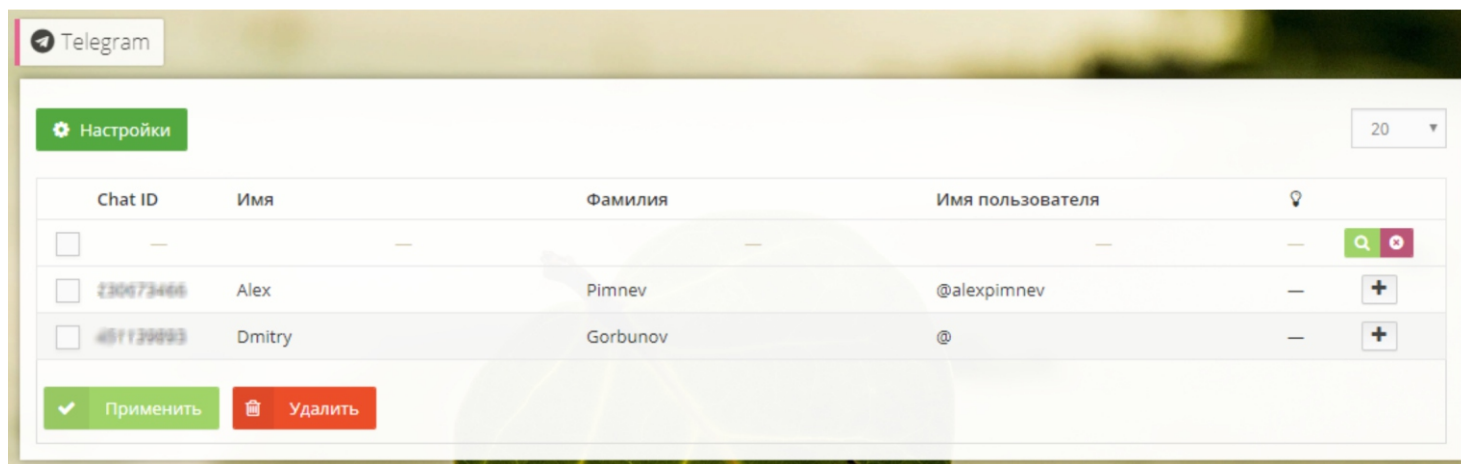 Telegram
Настройки
20
Chat ID Имя Фамилия Имя пользователя
— — — — —
Alex Pimnev @alexpimnev —
Dmitry Gorbunov @ —
Применить Удалить